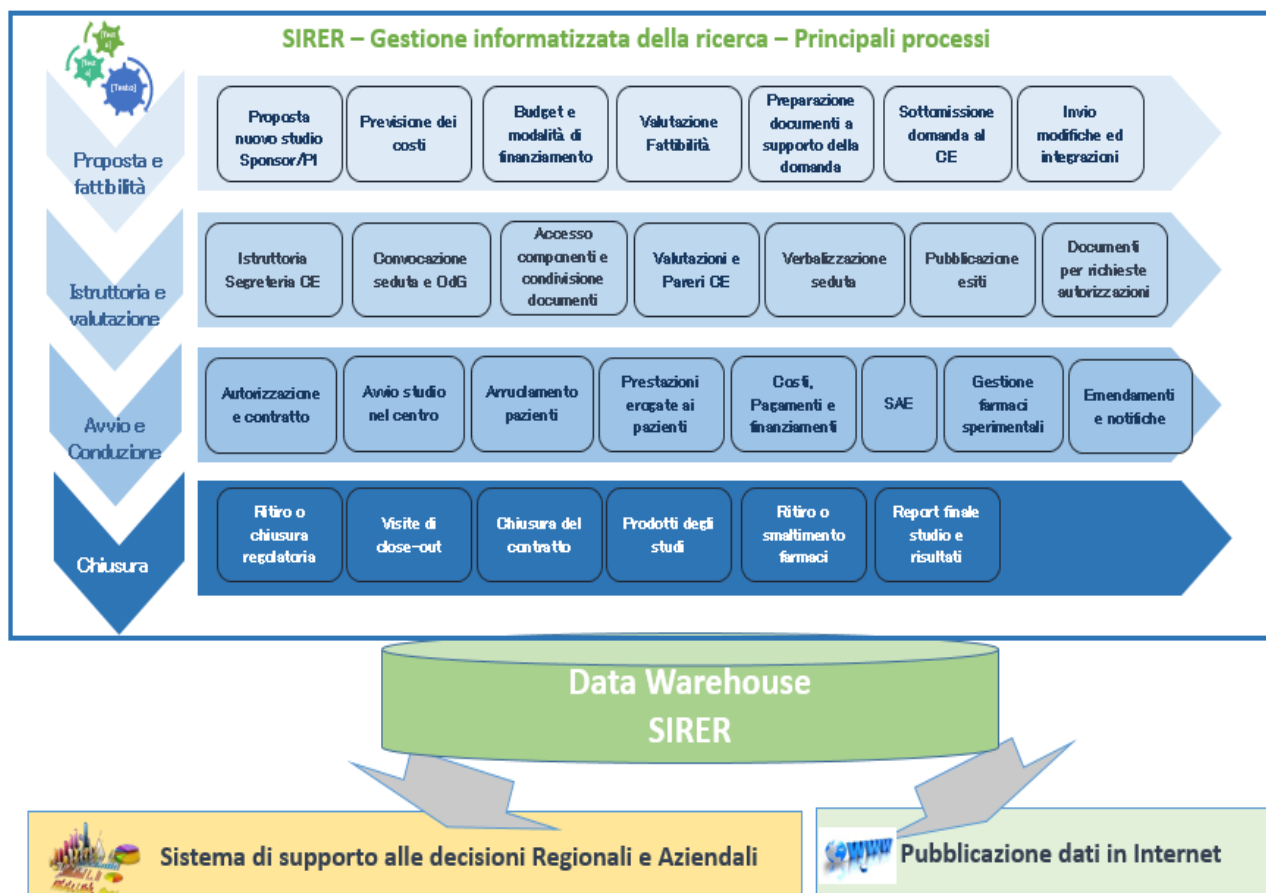 SIRER – Gestione informatizzata della ricerca – Principali processi
[Testo]
Proposta e
fattibilità
Proposta
nuovo studio
Sponsor/PI
Previsione dei
costi
Budget e
modalità di
finanziamento
Valutazione
Fattibilità
Preparazione
documenti a
supporto della
domanda
Sottomissione
domanda al
CE
Invio
modifiche ed
integrazioni
Istruttoria e
valutazione
Istruttoria
Segreteria CE
Convocazione
seduta e OdG
Accesso
componenti e
condivisione
documenti
Valutazioni e
Pareri CE
Verbalizzazione
seduta
Pubblicazione
esiti
Documenti
per richieste
autorizzazioni
Avvio e
Conduzione
Autorizzazione
e contratto
Avvio studio
nel centro
Arruolamento
pazienti
Prestazioni
erogate ai
pazienti
Costi,
Pagamenti e
finanziamenti
SAE
Gestione
farmaci
sperimentali
Emendamenti
e notifiche
Chiusura
Ritiro o
chiusura
regolatoria
Visite di
close-out
Chiusura del
contratto
Prodotti degli
studi
Ritiro o
smaltimento
farmaci
Report finale
studio e
risultati
Data Warehouse
SIRER
Sistema di supporto alle decisioni Regionali e Aziendali
www
Pubblicazione dati in Internet